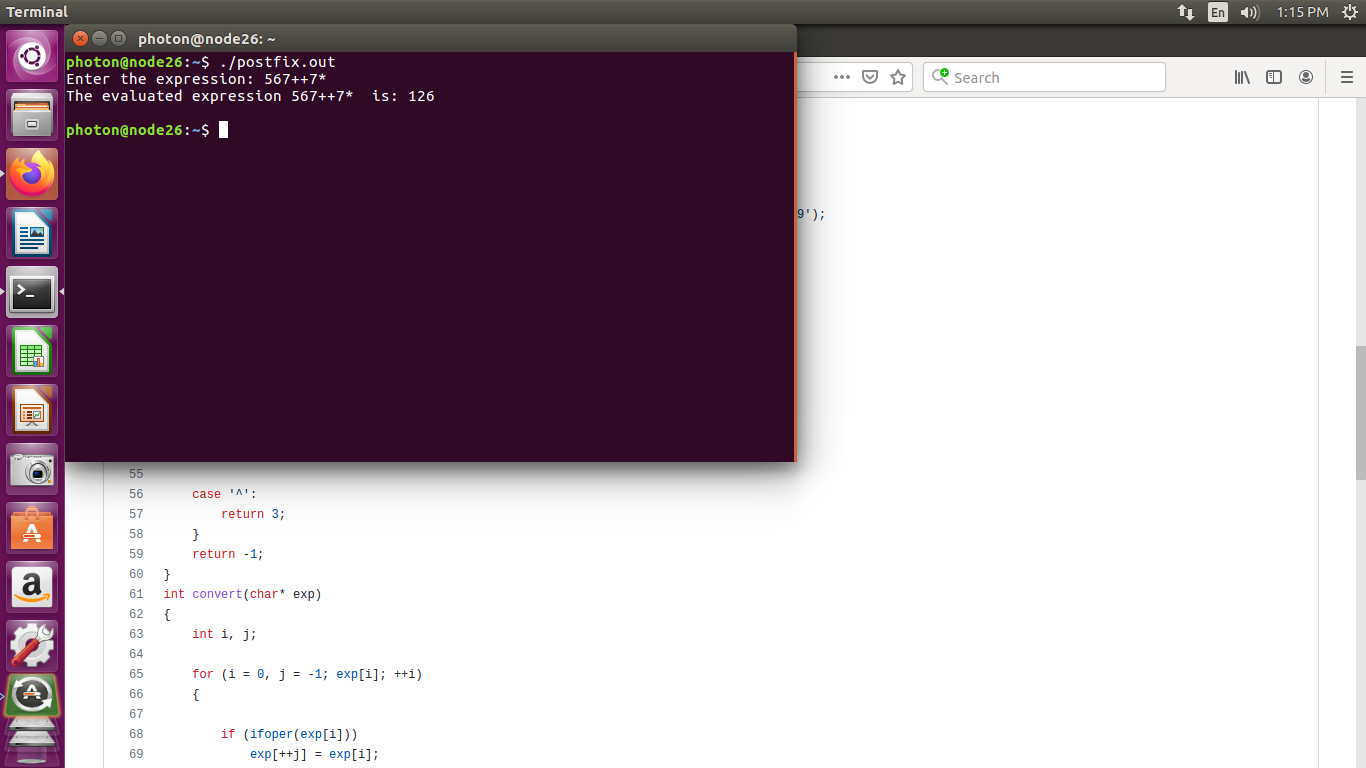 Terminal
En
1:15 PM
photon@node26: ~
photon@node26:~$ ./postfix.out
Enter the expression: 567++7*
The evaluated expression 567++7*  is: 126
photon@node26:~$
Search
9');
55
56 case '^':
57 return 3;
58 }
59 return -1;
60 }
61 int convert(char* exp)
62 {
63 int i, j;
64
65 for (i = 0, j = -1; exp[i]; ++i)
66 {
67
68 if (ifoper(exp[i]))
69 exp[++j] = exp[i];